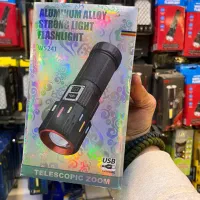 ALUMINUM ALLOY
STRONG LIGHT
FLASHLIGHT
USB
TELESCOPIC ZOOM